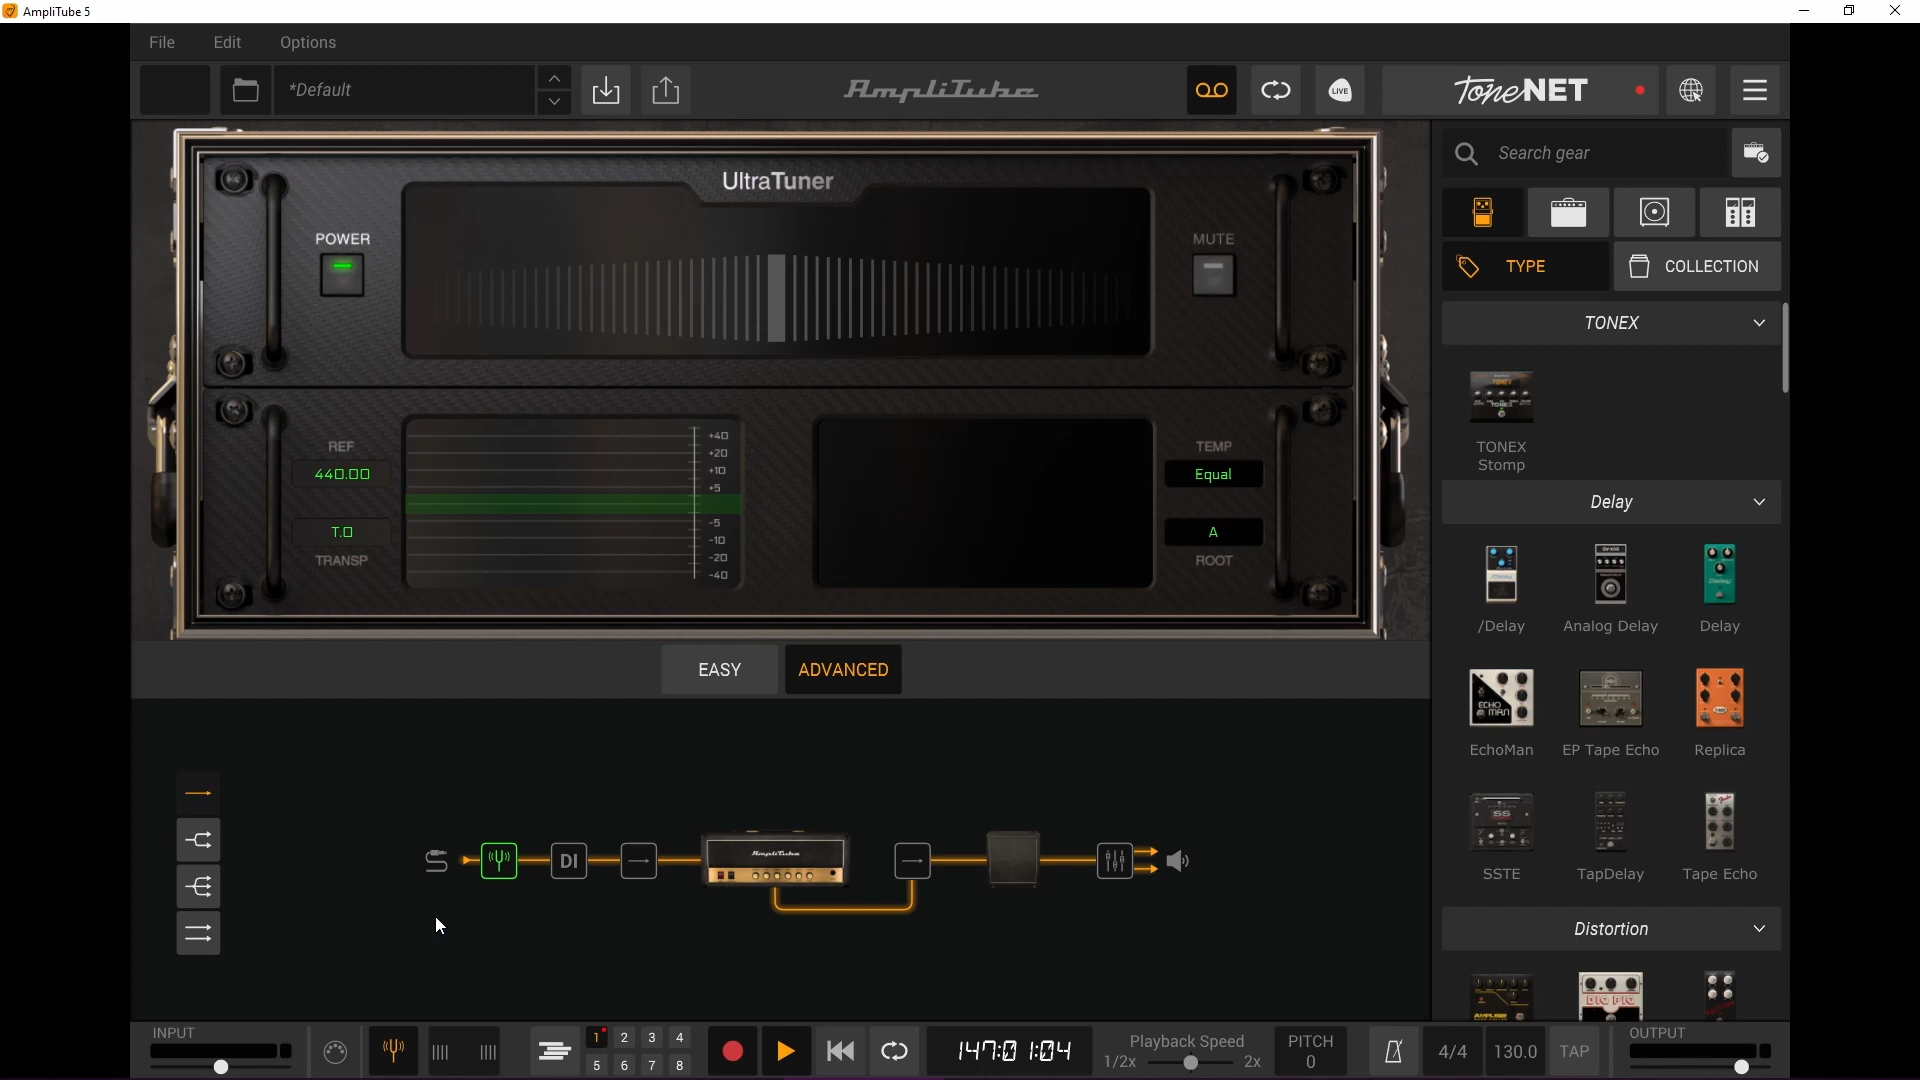 AmpliTube 5
File Edit Options
*Default
AmpliTube
LIVE
ToneNET
Search gear
TYPE
COLLECTION
TONEX
TONEX
Stomp
Delay
/Delay
Analog Delay
Delay
EchoMan
EP Tape Echo
Replica
SSTE
TapDelay
Tape Echo
Distortion
UltraTuner
POWER
MUTE
REF
440.00
T.0
TRANSP
+40
+20
+10
+5
-5
-10
-20
-40
TEMP
Equal
A
ROOT
EASY
ADVANCED
DI
AmpliTube
INPUT
1 2 3 4
5 6 7 8
147:01:04
Playback Speed
1/2x 2x
PITCH
0
4/4
130.0
TAP
OUTPUT